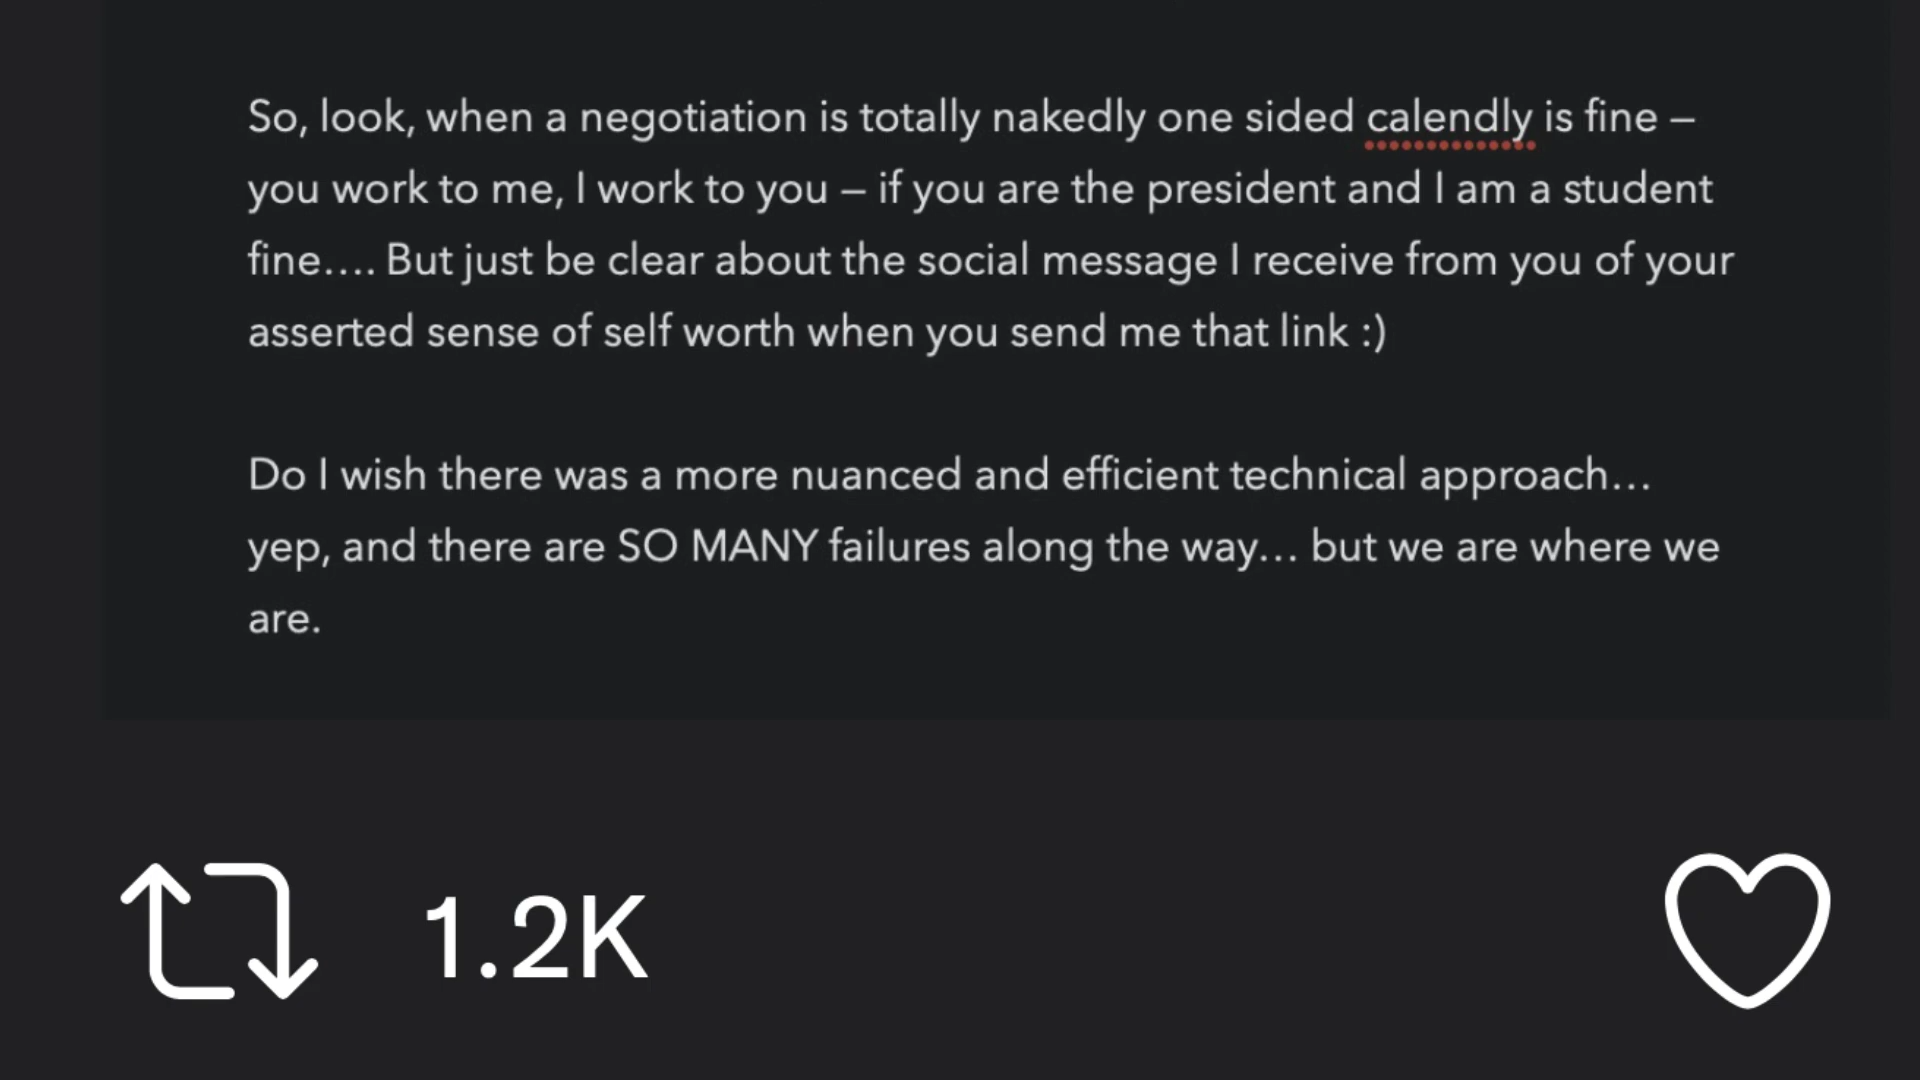 So, look, when a negotiation is totally nakedly one sided calendly is fine –
you work to me, I work to you – if you are the president and I am a student
fine.... But just be clear about the social message I receive from you of your
asserted sense of self worth when you send me that link :)
Do I wish there was a more nuanced and efficient technical approach...
yep, and there are SO MANY failures along the way... but we are where we
are.
1.2K